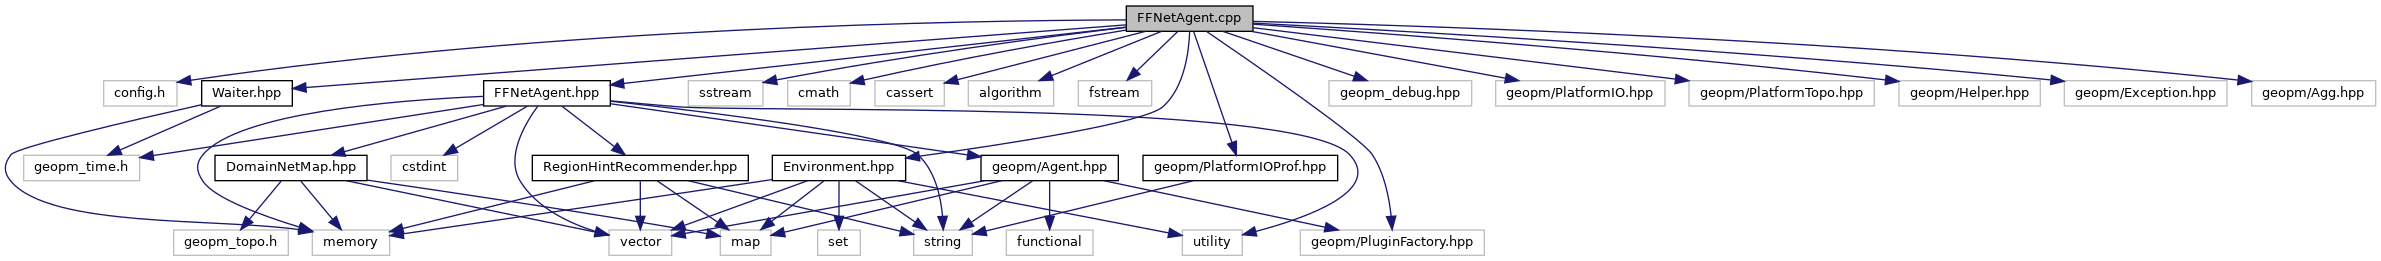 FFNetAgent.cpp
config.h
Waiter.hpp
FFNetAgent.hpp
sstream
cmath
cassert
algorithm
fstream
geopm_debug.hpp
geopm/PlatformIO.hpp
geopm/PlatformTopo.hpp
geopm/Helper.hpp
geopm/Exception.hpp
geopm/Agg.hpp
geopm_time.h
DomainNetMap.hpp
cstdint
RegionHintRecommender.hpp
Environment.hpp
geopm/Agent.hpp
geopm/PlatformIOProf.hpp
geopm_topo.h
memory
vector
map
set
string
functional
utility
geopm/PluginFactory.hpp